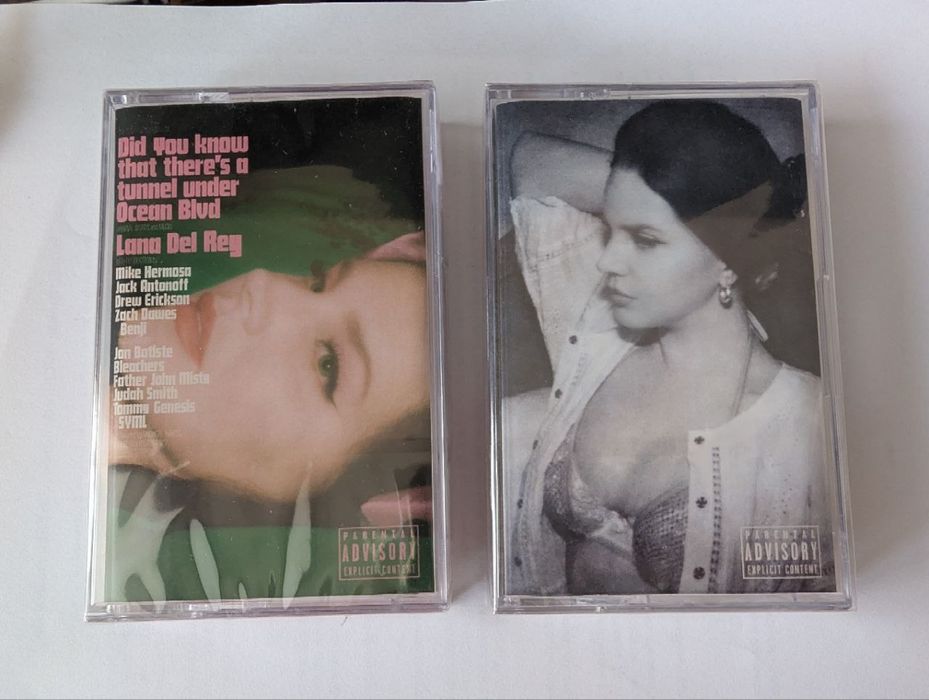 Did you know
that there's a
tunnel under
Ocean Blvd
Lana Del Rey
Mike Hermosa
Jack Antonoff
Drew Erickson
Zach Dawes
Benji
Jon Batiste
Bleachers
Father John Misty
Judah Smith
Tommy Genesis
SYML
PARENTAL
ADVISORY
EXPLICIT CONTENT
PARENTAL
ADVISORY
EXPLICIT CONTENT